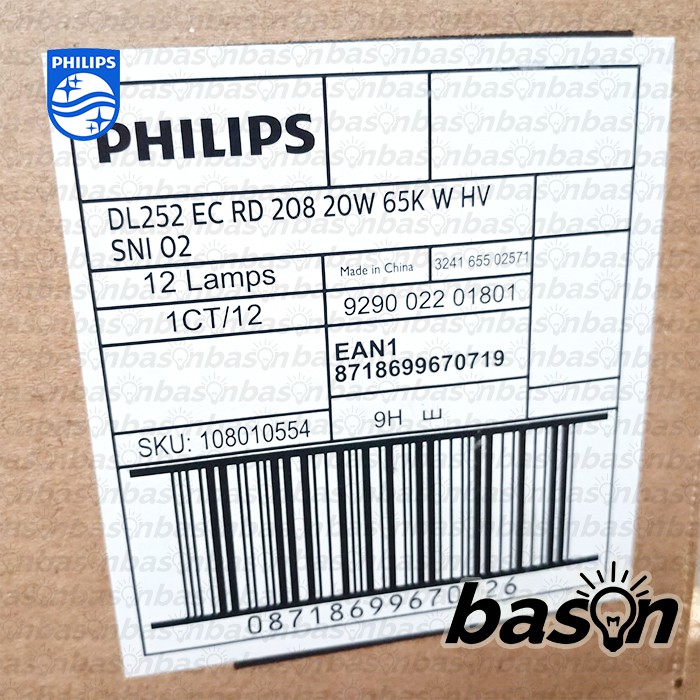 PHILIPS
PHILIPS
DL252 EC RD 208 20W 65K W HV
SNI 02
12 Lamps
Made in China
3241 655 02571
1CT/12
9290 022 01801
EAN1
8718699670719
SKU: 108010554
9H E
08718699670726
bason